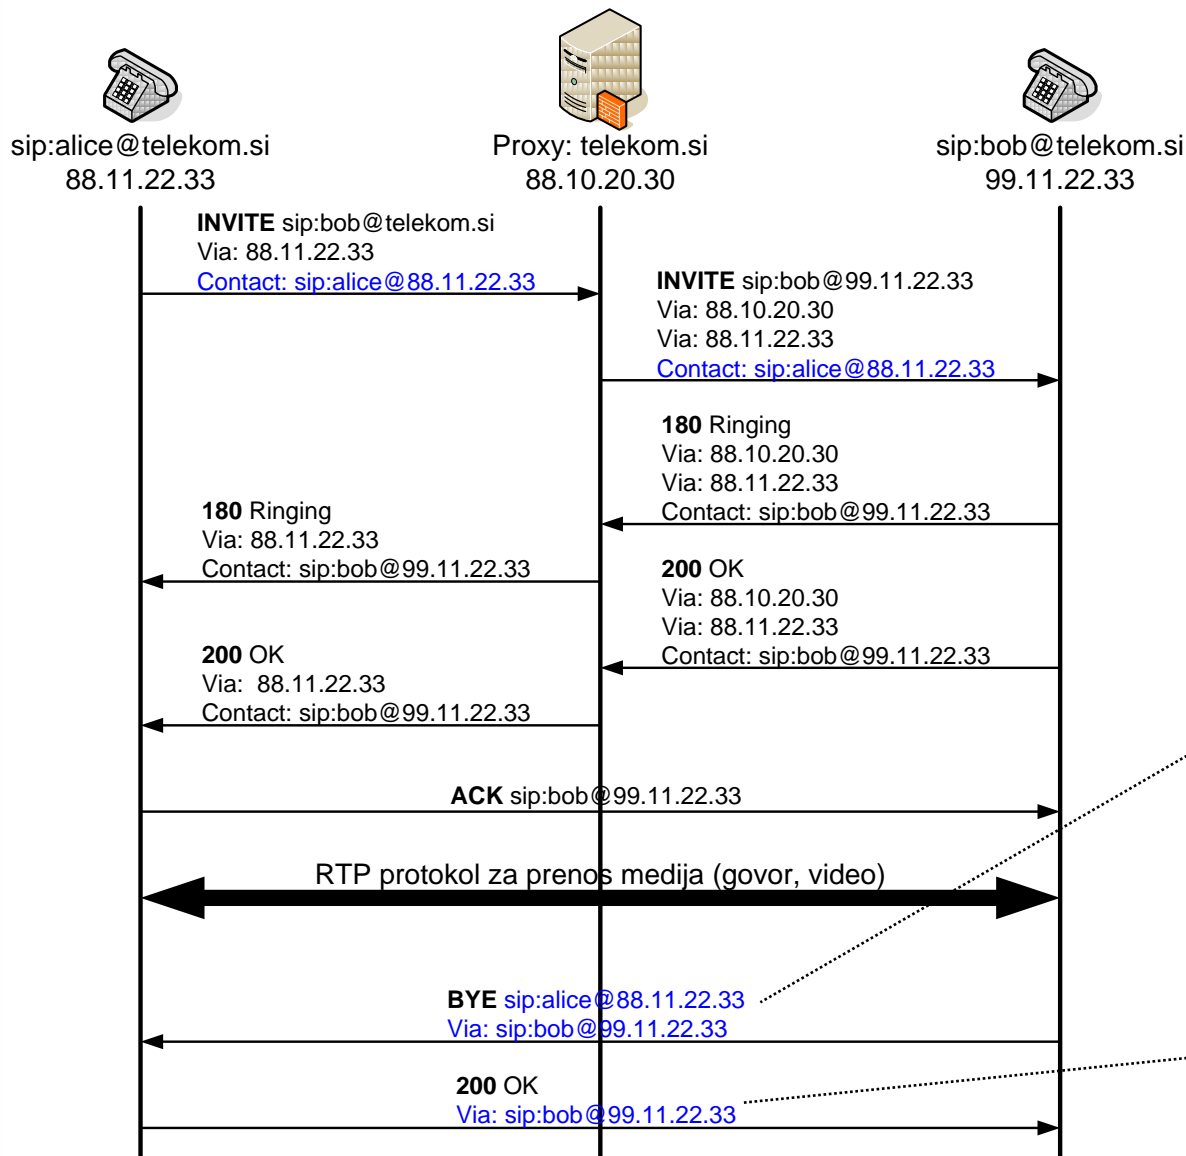 sip:alice@telekom.si
88.11.22.33
Proxy: telekom.si
88.10.20.30
sip:bob@telekom.si
99.11.22.33
INVITE sip:bob@telekom.si
Via: 88.11.22.33
Contact: sip:alice@88.11.22.33
INVITE sip:bob@99.11.22.33
Via: 88.10.20.30
Via: 88.11.22.33
Contact: sip:alice@88.11.22.33
180 Ringing
Via: 88.10.20.30
Via: 88.11.22.33
Contact: sip:bob@99.11.22.33
180 Ringing
Via: 88.11.22.33
Contact: sip:bob@99.11.22.33
200 OK
Via: 88.10.20.30
Via: 88.11.22.33
Contact: sip:bob@99.11.22.33
200 OK
Via:  88.11.22.33
Contact: sip:bob@99.11.22.33
ACK sip:bob@99.11.22.33
RTP protokol za prenos medija (govor, video)
BYE sip:alice@88.11.22.33
Via: sip:bob@99.11.22.33
200 OK
Via: sip:bob@99.11.22.33